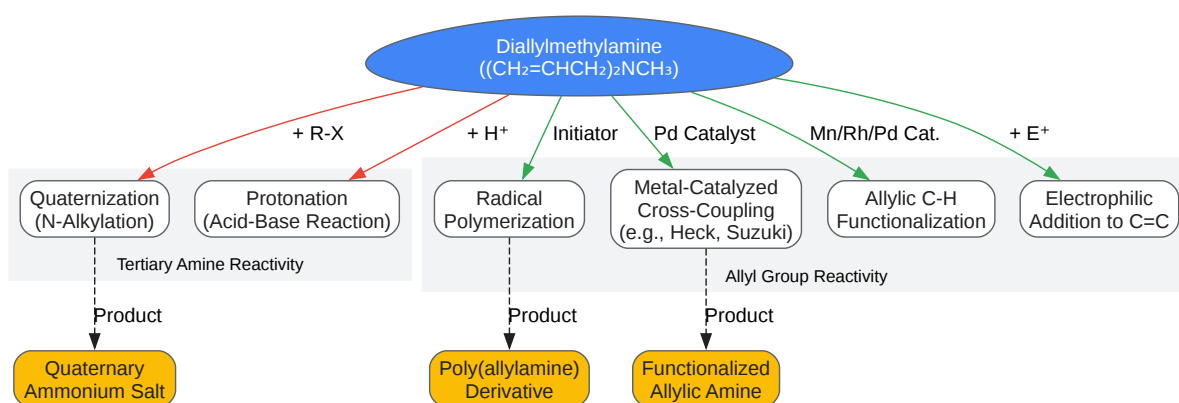 Diallylmethylamine
((CH₂=CHCH₂)₂NCH₃)
+ R-X
+ H⁺
Initiator
Pd Catalyst
Mn/Rh/Pd Cat.
+ E⁺
Quaternization
(N-Alkylation)
Protonation
(Acid-Base Reaction)
Radical
Polymerization
Metal-Catalyzed
Cross-Coupling
(e.g., Heck, Suzuki)
Allylic C-H
Functionalization
Electrophilic
Addition to C=C
Tertiary Amine Reactivity
Allyl Group Reactivity
Product
Product
Product
Quaternary
Ammonium Salt
Poly(allylamine)
Derivative
Functionalized
Allylic Amine